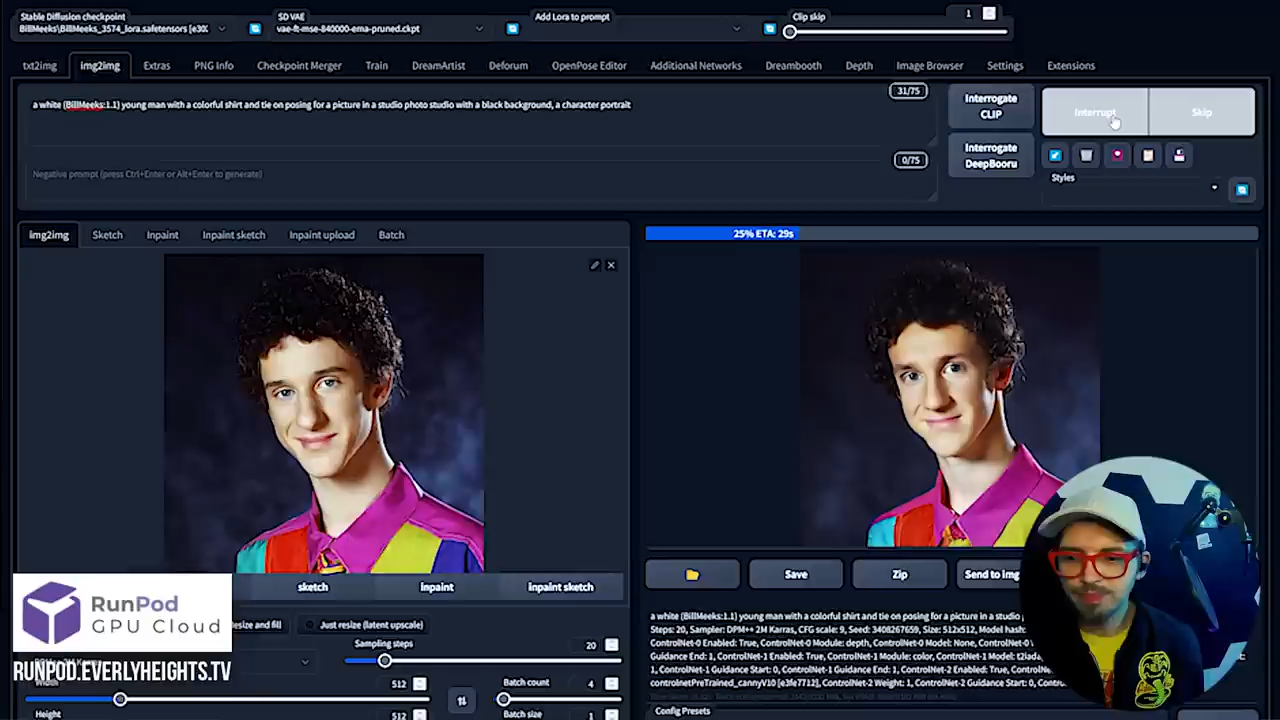 Stable Diffusion checkpoint
SD VAE
Add Lora to prompt
Clip skip
1
BillMeeks\BillMeeks_3574_lora.safetensors [e30
vae-ft-mse-840000-ema-pruned.ckpt
txt2img
img2img
Extras
PNG Info
Checkpoint Merger
Train
DreamArtist
Deforum
OpenPose Editor
Additional Networks
Dreambooth
Depth
Image Browser
Settings
Extensions
a white (BillMeeks:1.1) young man with a colorful shirt and tie on posing for a picture in a studio photo studio with a black background, a character portrait
31/75
Interrogate
CLIP
Interrupt
Skip
Negative prompt (press Ctrl+Enter or Alt+Enter to generate)
0/75
Interrogate
DeepBooru
Styles
img2img
Sketch
Inpaint
Inpaint sketch
Inpaint upload
Batch
25% ETA: 29s
sketch
inpaint
inpaint sketch
Save
Zip
Send to img
RunPod
GPU Cloud
RUNPOD.EVERLYHEIGHTS.TV
resize and fill
Just resize (latent upscale)
Sampling steps
20
Width
512
Batch count
4
Height
512
Batch size
1
a white (BillMeeks:1.1) young man with a colorful shirt and tie on posing for a picture in a studio
Steps: 20, Sampler: DPM++ 2M Karras, CFG scale: 9, Seed: 3408267659, Size: 512x512, Model hash:
ControlNet-0 Enabled: True, ControlNet-0 Module: depth, ControlNet-0 Model: None,
Guidance End: 1, ControlNet-1 Enabled: True, ControlNet-1 Module: color, ControlNet-1 Model: t2iada
1, ControlNet-1 Guidance Start: 0, ControlNet-1 Guidance End: 1, ControlNet-2 Enabled: True,
controlnetPreTrained_cannyV10 [e3fe7712], ControlNet-2 Weight: 1, ControlNet-2 Guidance Start: 0,
Config Presets